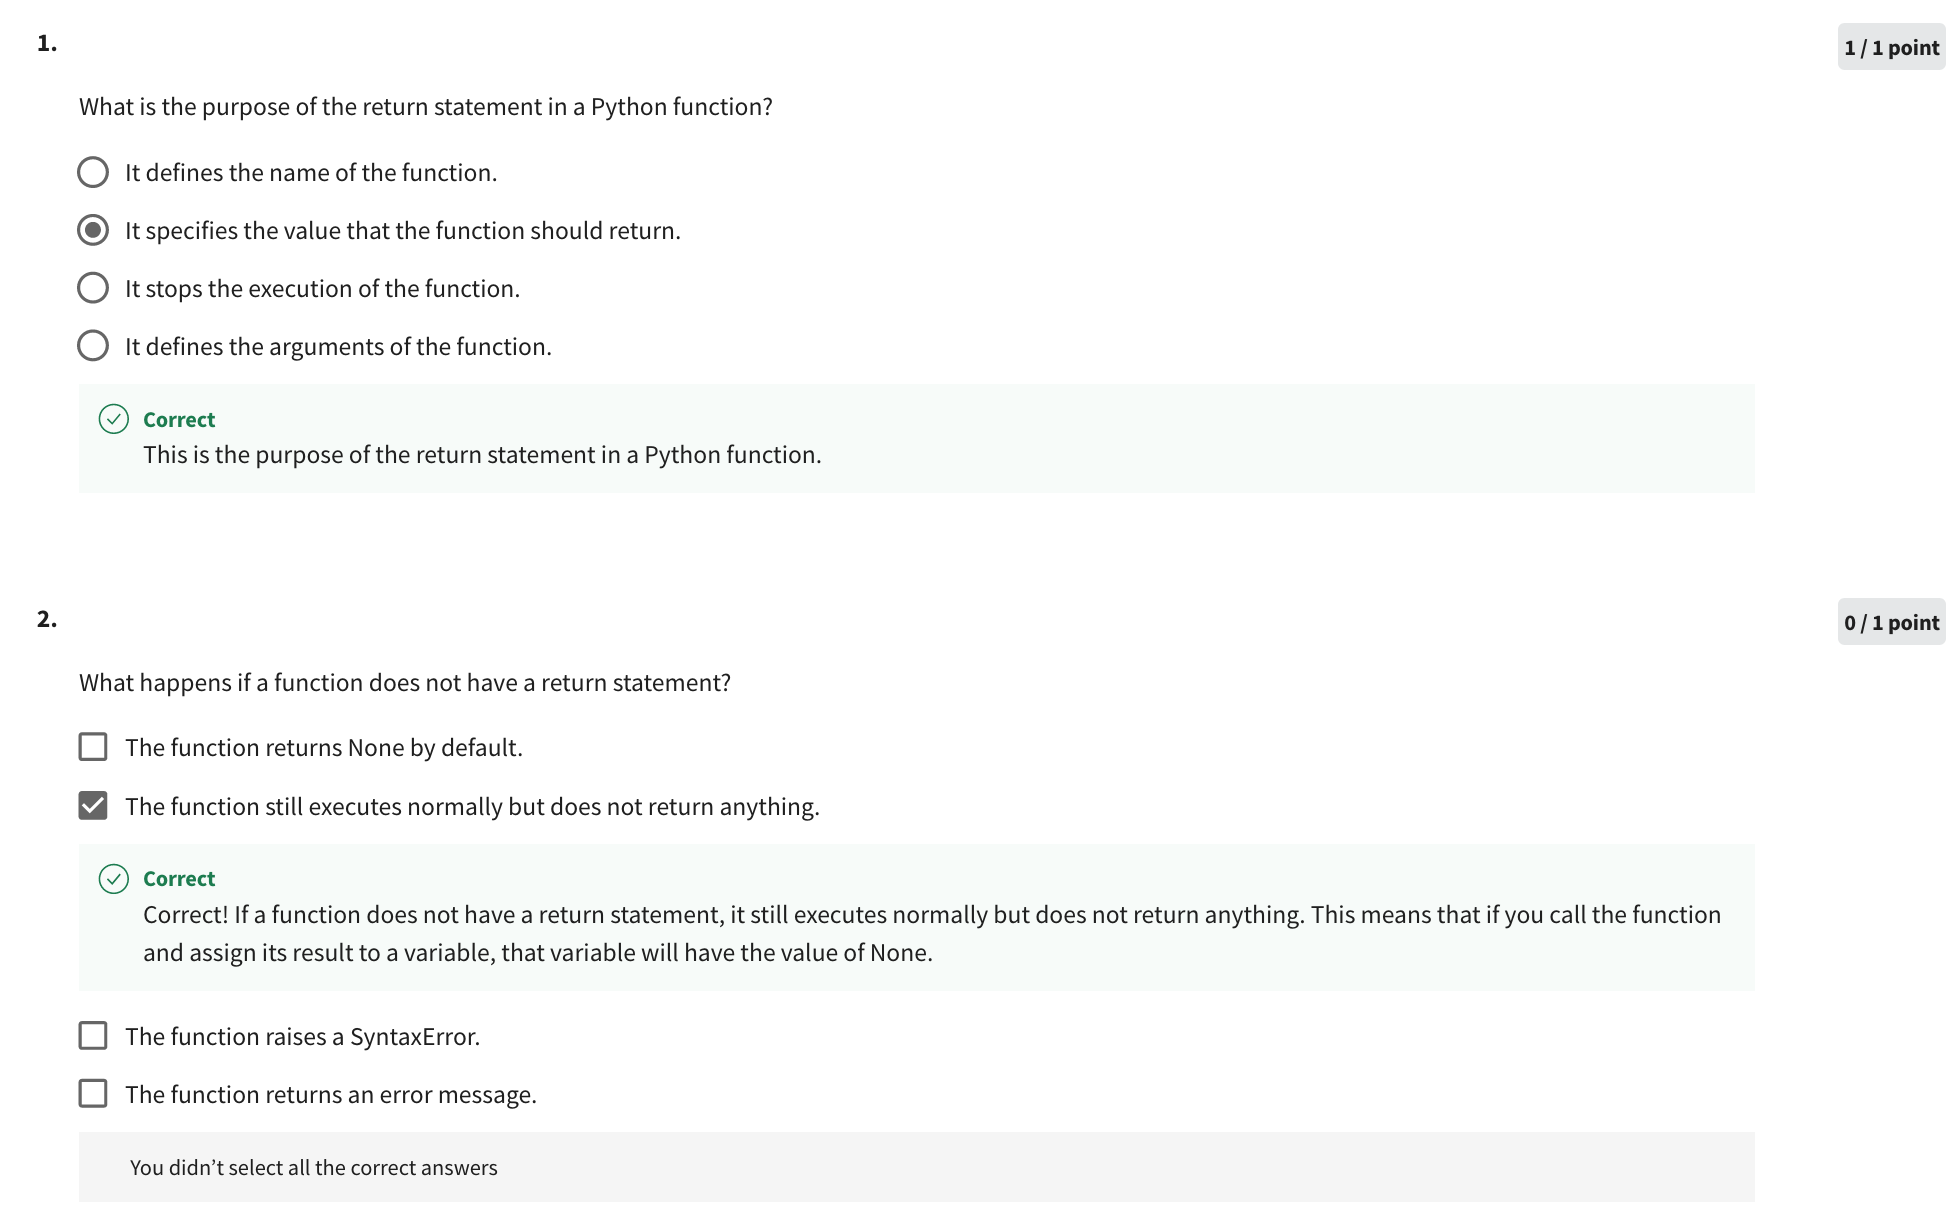 1.
1 / 1 point
What is the purpose of the return statement in a Python function?
It defines the name of the function.
It specifies the value that the function should return.
It stops the execution of the function.
It defines the arguments of the function.
Correct
This is the purpose of the return statement in a Python function.
2.
0 / 1 point
What happens if a function does not have a return statement?
The function returns None by default.
The function still executes normally but does not return anything.
Correct
Correct! If a function does not have a return statement, it still executes normally but does not return anything. This means that if you call the function
and assign its result to a variable, that variable will have the value of None.
The function raises a SyntaxError.
The function returns an error message.
You didn’t select all the correct answers